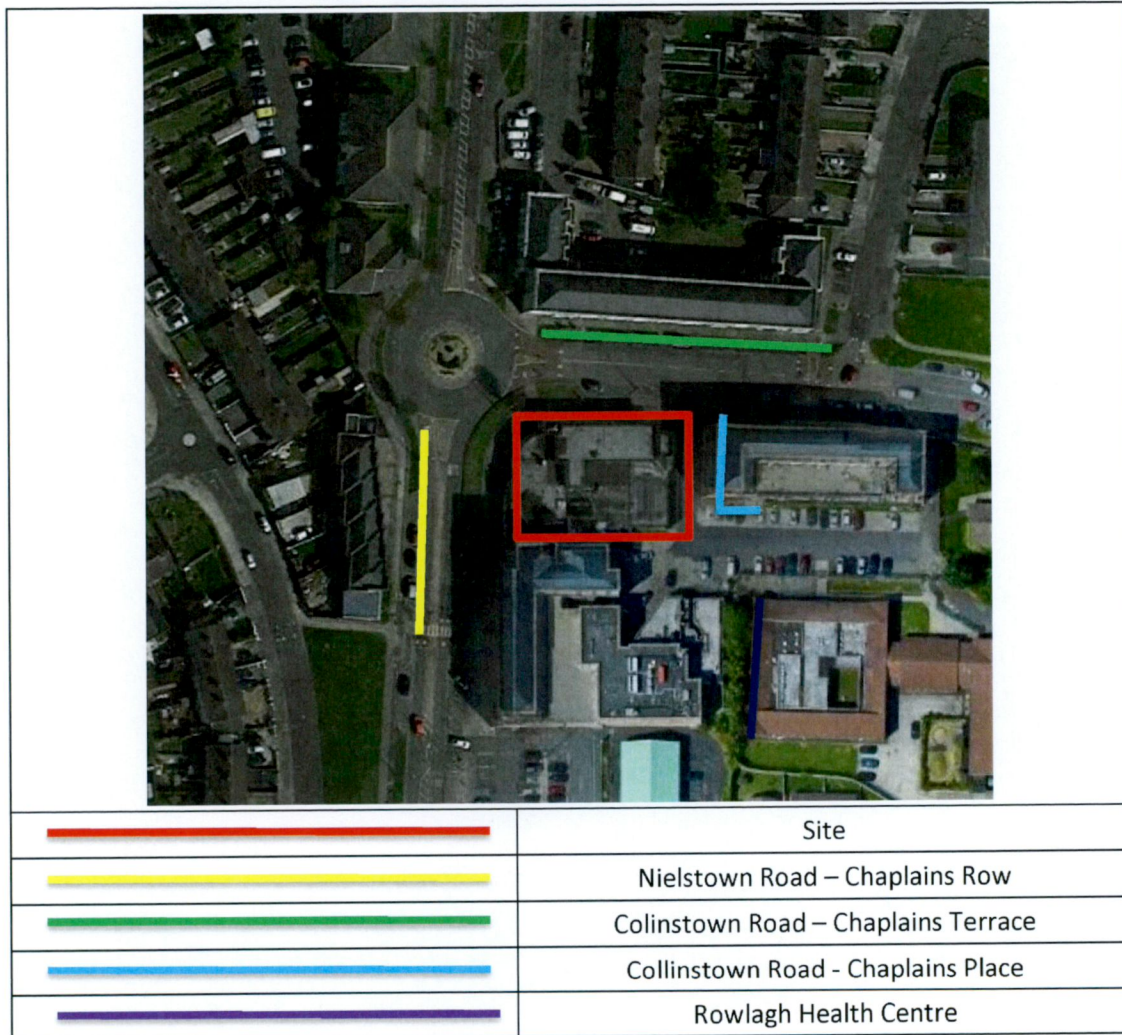 Site
Nielstown Road – Chaplains Row
Colinstown Road – Chaplains Terrace
Collinstown Road - Chaplains Place
Rowlagh Health Centre